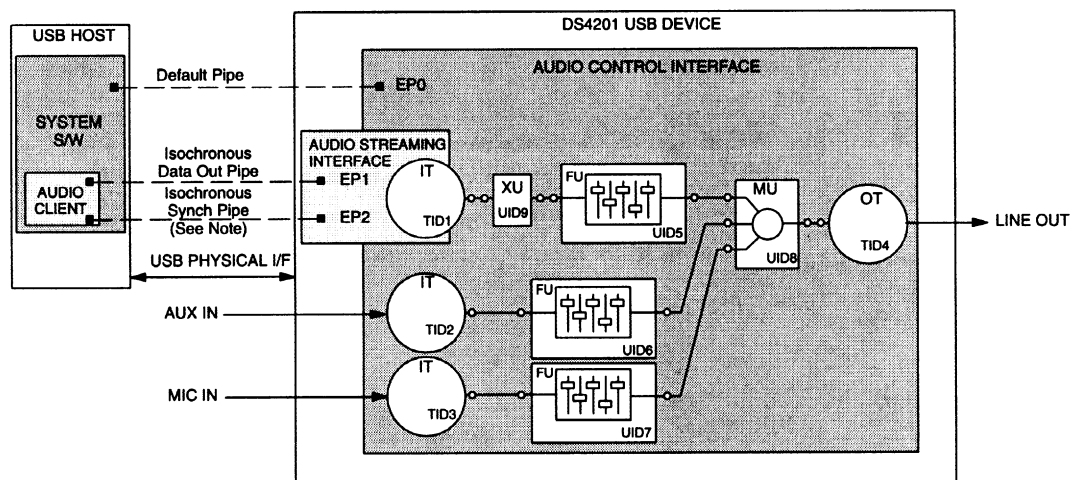 USB HOST
DS4201 USB DEVICE
AUDIO CONTROL INTERFACE
Default Pipe
EP0
SYSTEM
S/W
AUDIO STREAMING
INTERFACE
Isochronous
Data Out Pipe
EP1
IT
TID1
AUDIO
CLIENT
Isochronous
Synch Pipe
(See Note)
EP2
XU
UID9
FU
UID5
MU
UID8
OT
TID4
LINE OUT
USB PHYSICAL I/F
AUX IN
IT
TID2
FU
UID6
MIC IN
IT
TID3
FU
UID7